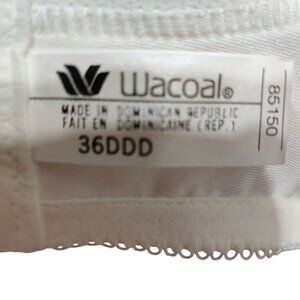 Wacoal®
MADE IN DOMINICAN REPUBLIC
FAIT EN DOMINICAINE (REP.)
36DDD
85150